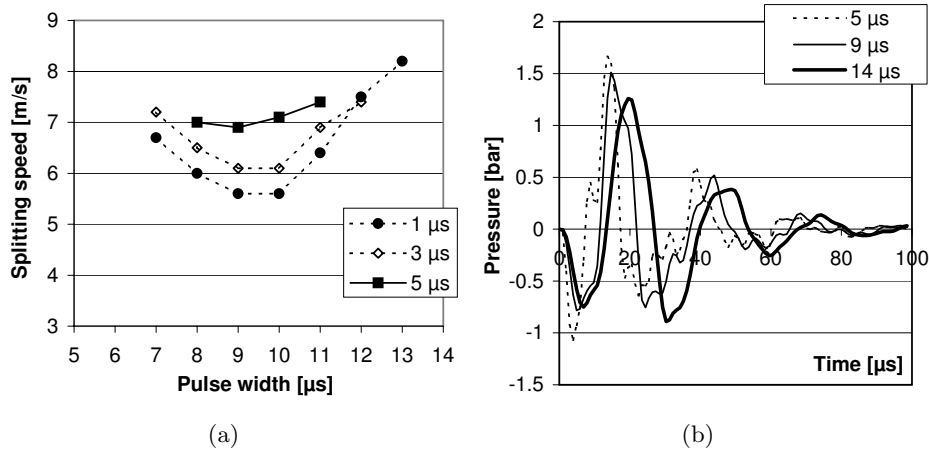 9
8
7
6
5
4
3
Splitting speed [m/s]
5 6 7 8 9 10 11 12 13 14
Pulse width [µs]
1 µs
3 µs
5 µs
(a)
2
1.5
1
0.5
0
-0.5
-1
-1.5
Pressure [bar]
0 20 40 60 80 100
Time [µs]
5 µs
9 µs
14 µs
(b)